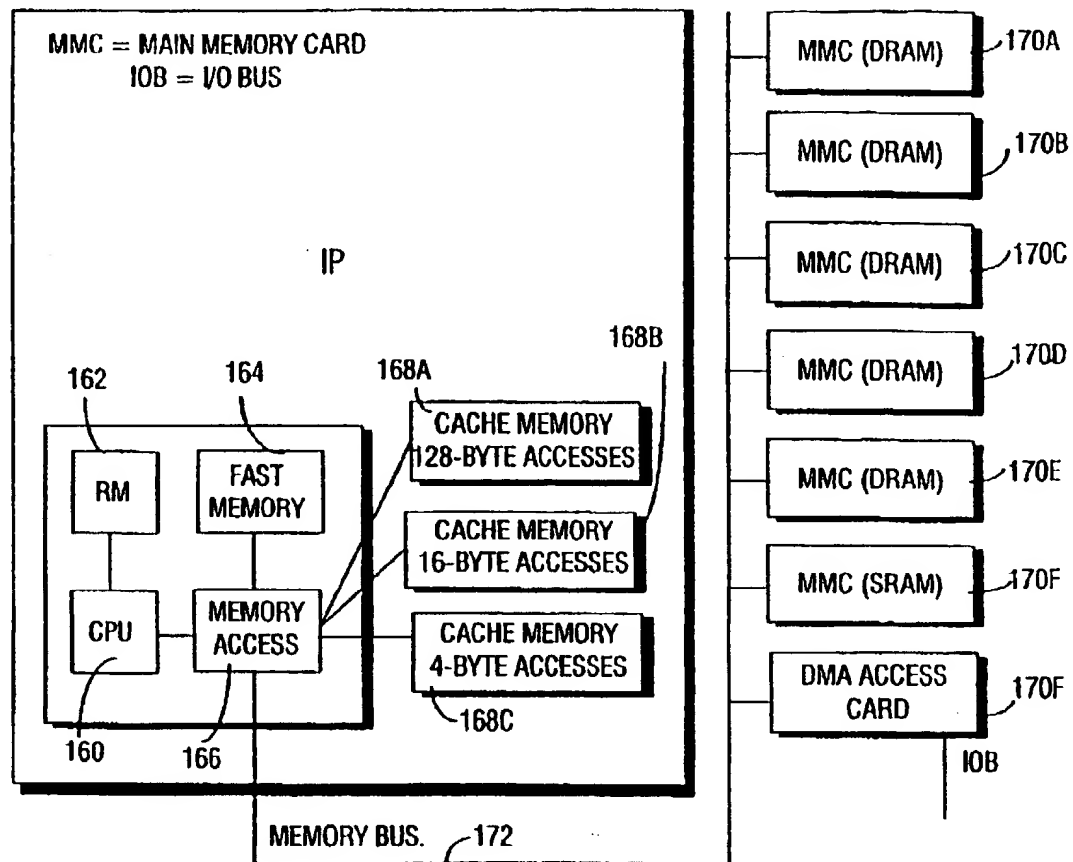 MMC = MAIN MEMORY CARD
IOB = I/O BUS
IP
162
164
168A
168B
RM
FAST
MEMORY
CACHE MEMORY
128-BYTE ACCESSES
CACHE MEMORY
16-BYTE ACCESSES
CPU
MEMORY
ACCESS
CACHE MEMORY
4-BYTE ACCESSES
160
166
168C
MEMORY BUS.
172
MMC (DRAM)
170A
MMC (DRAM)
170B
MMC (DRAM)
170C
MMC (DRAM)
170D
MMC (DRAM)
170E
MMC (SRAM)
170F
DMA ACCESS
CARD
170F
IOB